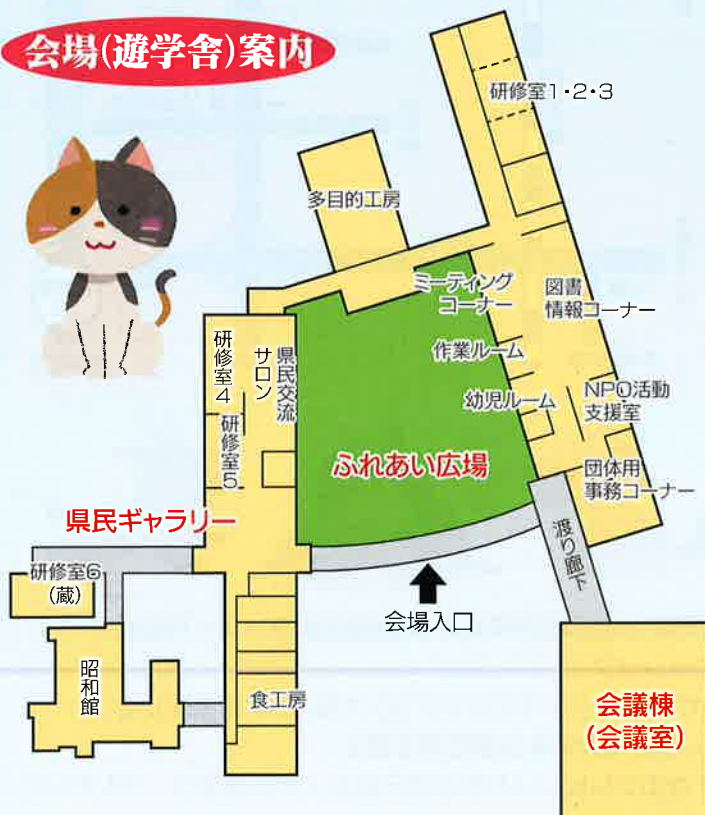 会場(遊学舎)案内
研修室1・2・3
多目的工房
ミーティング
コーナー
図書
情報コーナー
作業ルーム
幼児ルーム
NPO活動
支援室
団体用
事務コーナー
研修室4
県民交流
サロン
研修室5
ふれあい広場
県民ギャラリー
渡り廊下
研修室6
(蔵)
会場入口
昭和館
食工房
会議棟
(会議室)